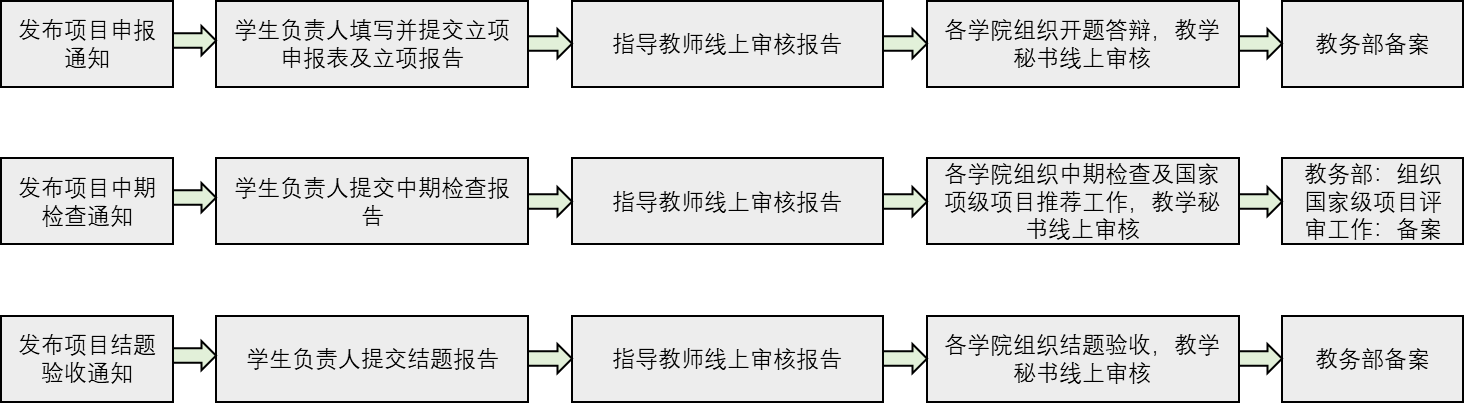 发布项目申报
通知
学生负责人填写并提交立项
申报表及立项报告
指导教师线上审核报告
各学院组织开题答辩，教学
秘书线上审核
教务部备案
发布项目中期
检查通知
学生负责人提交中期检查报
告
指导教师线上审核报告
各学院组织中期检查及国家
项级项目推荐工作，教学秘
书线上审核
教务部：组织
国家级项目评
审工作：备案
发布项目结题
验收通知
学生负责人提交结题报告
指导教师线上审核报告
各学院组织结题验收，教学
秘书线上审核
教务部备案